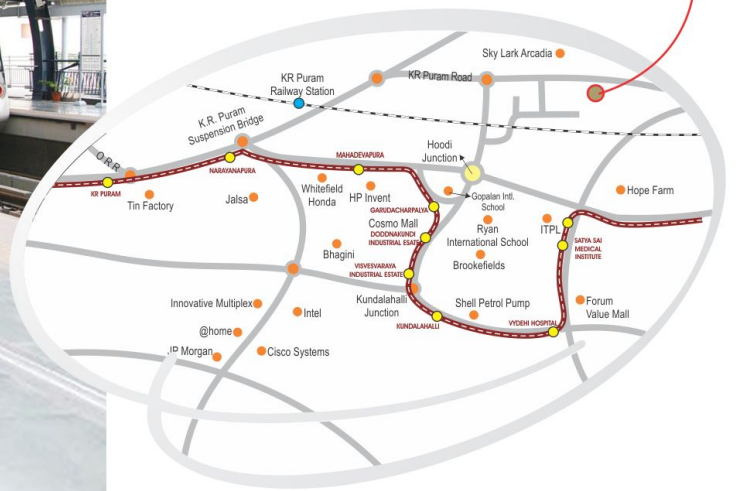 Sky Lark Arcadia
KR Puram
Railway Station
KR Puram Road
K.R. Puram
Suspension Bridge
Hoodi
Junction
ORR
NARAYANAPURA
MAHADEVAPURA
KR PURAM
Tin Factory
Jalsa
Whitefield
Honda
HP Invent
Gopalan Intl.
School
Hope Farm
GARUDACHARPALYA
Cosmo Mall
DODDNAKUNDI
INDUSTRIAL ESATE
Ryan
International School
ITPL
SATYA SAI
MEDICAL
INSTITUTE
Bhagini
Brookefields
VISVESVARAYA
INDUSTRIAL ESTATE
Innovative Multiplex
Intel
Kundalahalli
Junction
Shell Petrol Pump
Forum
Value Mall
KUNDALAHALLI
VYDEHI HOSPITAL
@home
JP Morgan
Cisco Systems